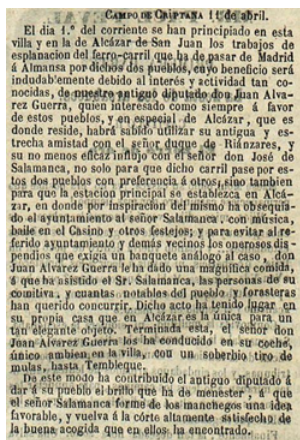 CAMPO DE CRIPTANA 11 de abril.
El dia 1.º del corriente se han principiado en esta
villa y en la de Alcázar de San Juan los trabajos de
esplanacion del ferro-carril que ha de pasar de Madrid
á Almansa por dichos dos pueblos, cuyo beneficio será
indudablemente debido al interés y actividad tan co-
nocidas, de nuestro antiguo diputado don Juan Alva-
rez Guerra, quien interesado como siempre á favor
de estos pueblos, y en especial de Alcázar, que es
donde reside, habrá sabido utilizar su antigua y es-
trecha amistad con el señor duque de Riánzares, y
su no menos eficaz influjo con el señor don José de
Salamanca, no solo para que dicho carril pase por es-
tos dos pueblos con preferencia á otros, sino tambien
para que la estacion principal se establezca en Alcá-
zar, en donde por inspiracion del mismo ha obsequia-
do el ayuntamiento al señor Salamanca, con música,
baile en el Casino y otros festejos; y para evitar al re-
ferido ayuntamiento y demás vecinos los onerosos dis-
pendios que exigia un banquete análogo al caso, don
Juan Alvarez Guerra le ha dado una magnífica comida,
á que ha asistido el Sr. Salamanca, las personas de su
comitiva, y cuantas notables del pueblo y forasteras
han querido concurrir. Dicho acto ha tenido lugar en
su propia casa que en Alcázar es la única para un
tan elegante objeto. Terminada esta, el señor don
Juan Alvarez Guerra los ha conducido en su coche,
único tambien en la villa, con un soberbio tiro de
mulas, hasta Tembleque.
De este modo ha contribuido el antiguo diputado á
dar á su pueblo el brillo que ha de menester, á que
el señor Salamanca forme de los manchegos una idea
favorable, y vuelva á la córte altamente satisfecho de
la buena acogida que en ellos ha encontrado.